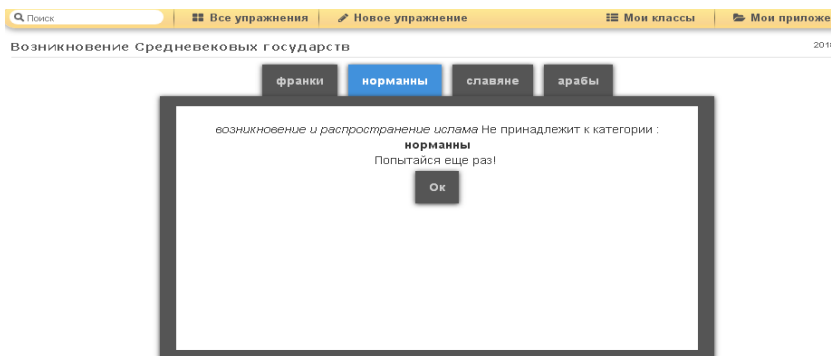 Поиск Все упражнения Новое упражнение Мои классы Мои приложе
Возникновение Средневековых государств 201
франки норманны славяне арабы
возникновение и распространение ислама Не принадлежит к категории :
норманны
Попытайся еще раз!
Ок